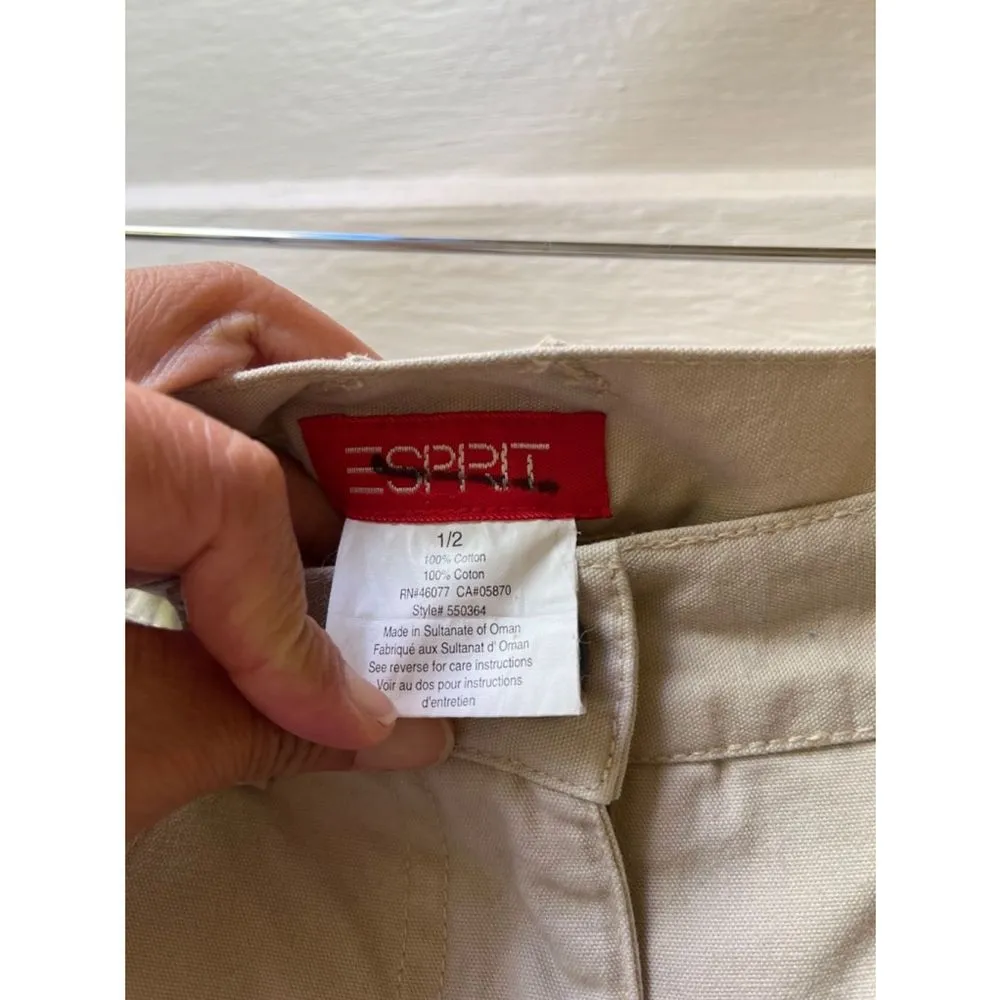 ESPRIT
1/2
100% Cotton
100% Coton
RN#46077 CA#05870
Style# 550364
Made in Sultanate of Oman
Fabriqué aux Sultanat d' Oman
See reverse for care instructions
Voir au dos pour instructions
d'entretien